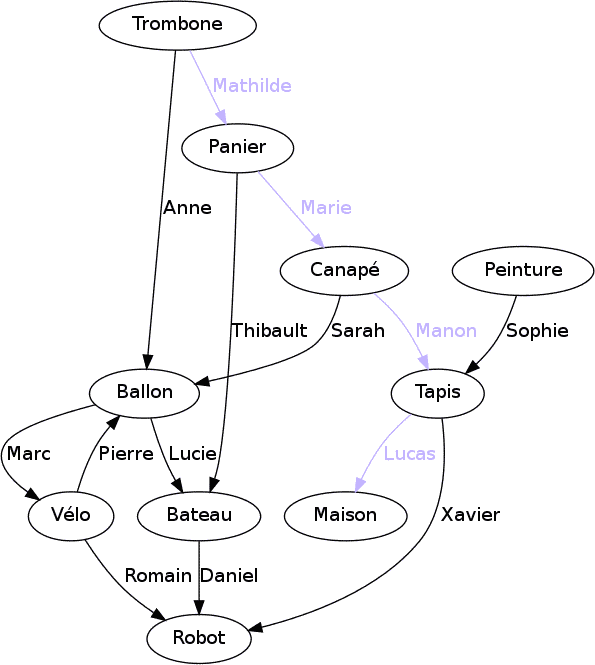 Trombone
Mathilde
Panier
Anne
Marie
Canapé
Peinture
Thibault
Sarah
Manon
Sophie
Ballon
Tapis
Marc
Pierre
Lucie
Lucas
Vélo
Bateau
Maison
Xavier
Romain
Daniel
Robot